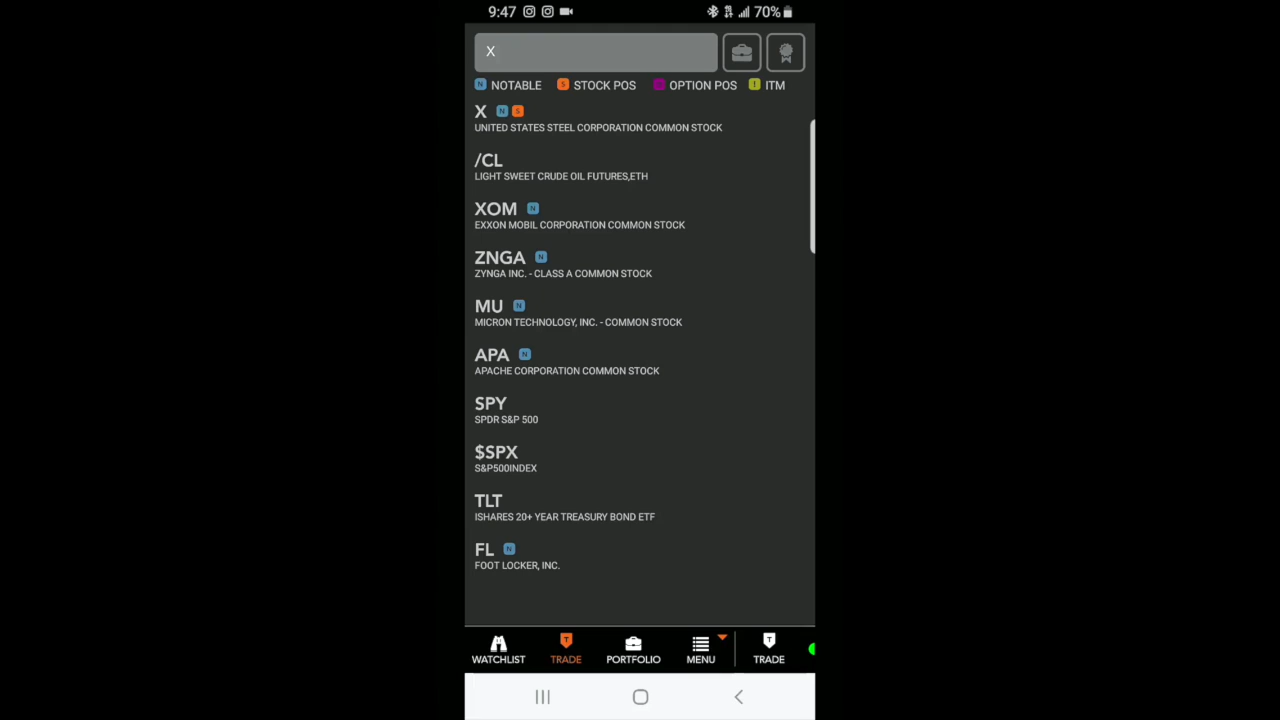 9:47 70%
X
N NOTABLE S STOCK POS OPTION POS I ITM
X N S
UNITED STATES STEEL CORPORATION COMMON STOCK
/CL
LIGHT SWEET CRUDE OIL FUTURES,ETH
XOM N
EXXON MOBIL CORPORATION COMMON STOCK
ZNGA N
ZYNGA INC. - CLASS A COMMON STOCK
MU N
MICRON TECHNOLOGY, INC. - COMMON STOCK
APA N
APACHE CORPORATION COMMON STOCK
SPY
SPDR S&P 500
$SPX
S&P500INDEX
TLT
ISHARES 20+ YEAR TREASURY BOND ETF
FL N
FOOT LOCKER, INC.
WATCHLIST T TRADE PORTFOLIO MENU T TRADE